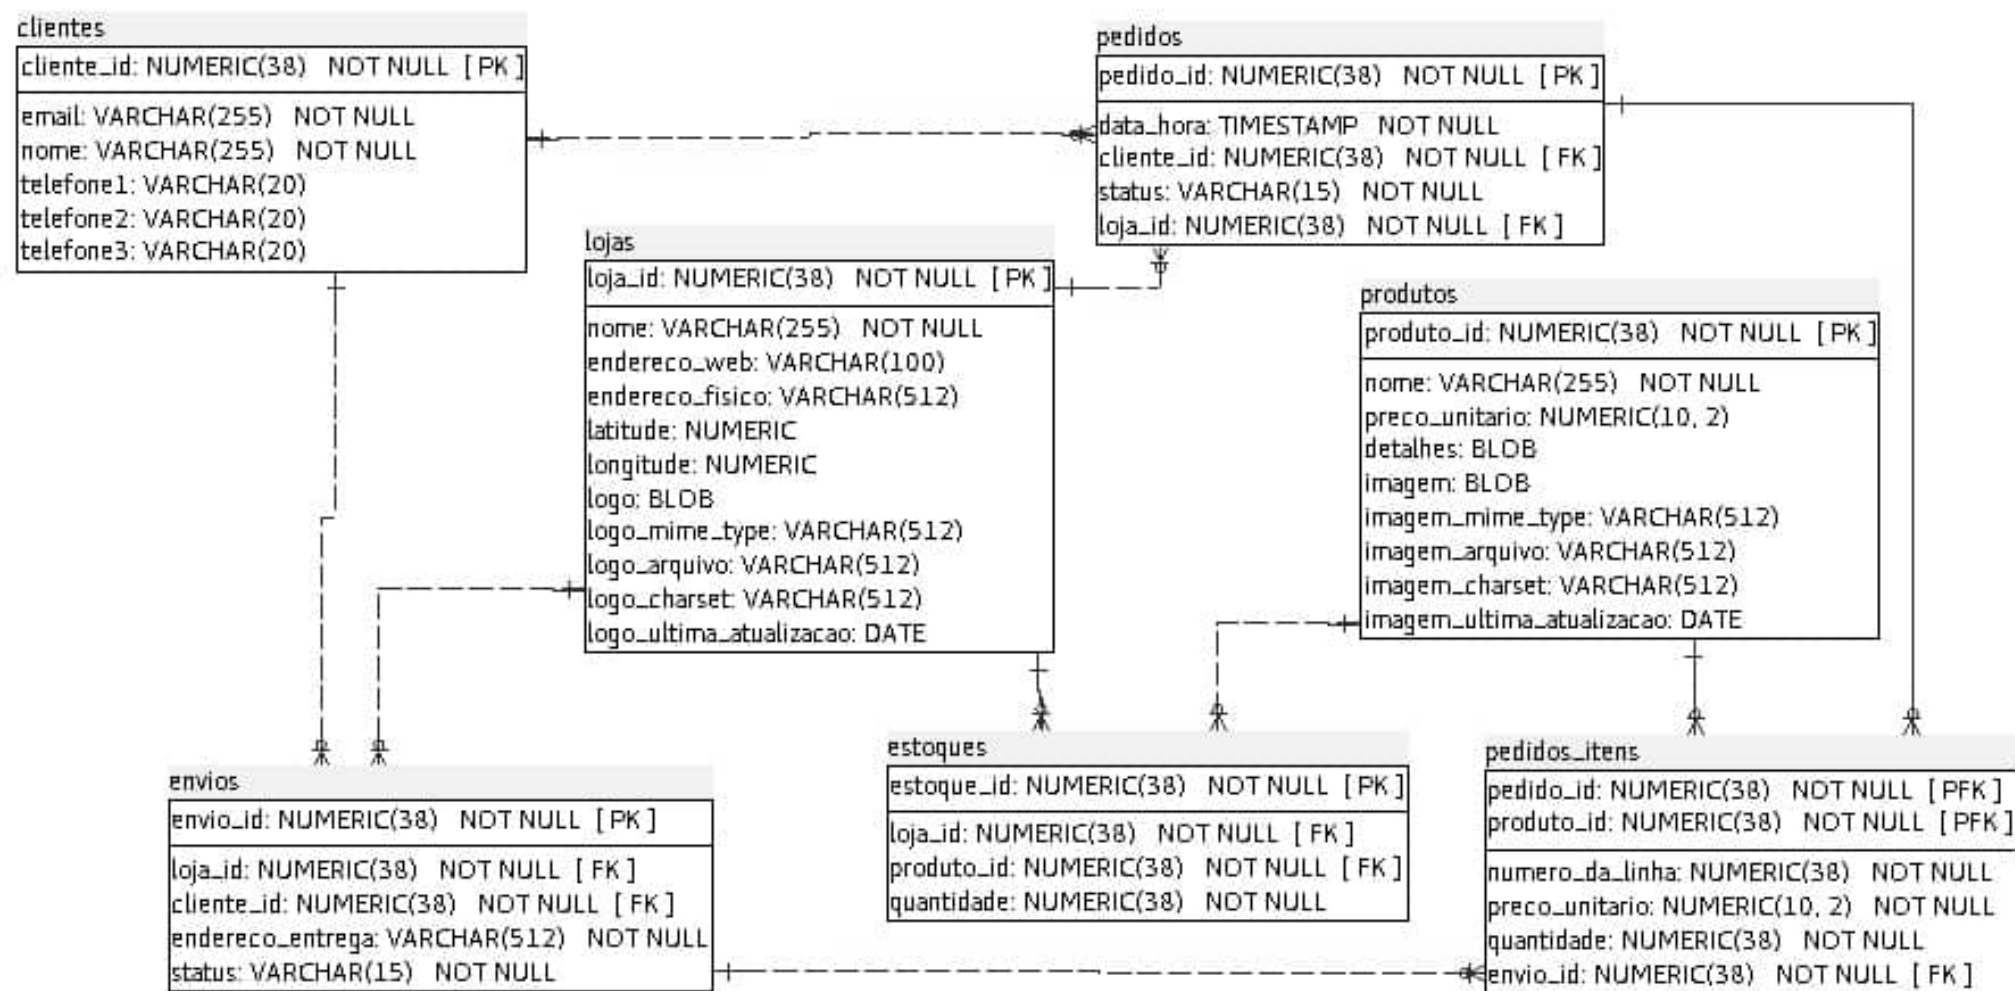 clientes
cliente_id: NUMERIC(38) NOT NULL [ PK ]
email: VARCHAR(255) NOT NULL
nome: VARCHAR(255) NOT NULL
telefone1: VARCHAR(20)
telefone2: VARCHAR(20)
telefone3: VARCHAR(20)
pedidos
pedido_id: NUMERIC(38) NOT NULL [ PK ]
data_hora: TIMESTAMP NOT NULL
cliente_id: NUMERIC(38) NOT NULL [ FK ]
status: VARCHAR(15) NOT NULL
loja_id: NUMERIC(38) NOT NULL [ FK ]
lojas
loja_id: NUMERIC(38) NOT NULL [ PK ]
nome: VARCHAR(255) NOT NULL
endereco_web: VARCHAR(100)
endereco_fisico: VARCHAR(512)
latitude: NUMERIC
longitude: NUMERIC
logo: BLOB
logo_mime_type: VARCHAR(512)
logo_arquivo: VARCHAR(512)
logo_charset: VARCHAR(512)
logo_ultima_atualizacao: DATE
produtos
produto_id: NUMERIC(38) NOT NULL [ PK ]
nome: VARCHAR(255) NOT NULL
preco_unitario: NUMERIC(10, 2)
detalhes: BLOB
imagem: BLOB
imagem_mime_type: VARCHAR(512)
imagem_arquivo: VARCHAR(512)
imagem_charset: VARCHAR(512)
imagem_ultima_atualizacao: DATE
envios
envio_id: NUMERIC(38) NOT NULL [ PK ]
loja_id: NUMERIC(38) NOT NULL [ FK ]
cliente_id: NUMERIC(38) NOT NULL [ FK ]
endereco_entrega: VARCHAR(512) NOT NULL
status: VARCHAR(15) NOT NULL
estoques
estoque_id: NUMERIC(38) NOT NULL [ PK ]
loja_id: NUMERIC(38) NOT NULL [ FK ]
produto_id: NUMERIC(38) NOT NULL [ FK ]
quantidade: NUMERIC(38) NOT NULL
pedidos_itens
pedido_id: NUMERIC(38) NOT NULL [ PFK ]
produto_id: NUMERIC(38) NOT NULL [ PFK ]
numero_da_linha: NUMERIC(38) NOT NULL
preco_unitario: NUMERIC(10, 2) NOT NULL
quantidade: NUMERIC(38) NOT NULL
envio_id: NUMERIC(38) NOT NULL [ FK ]